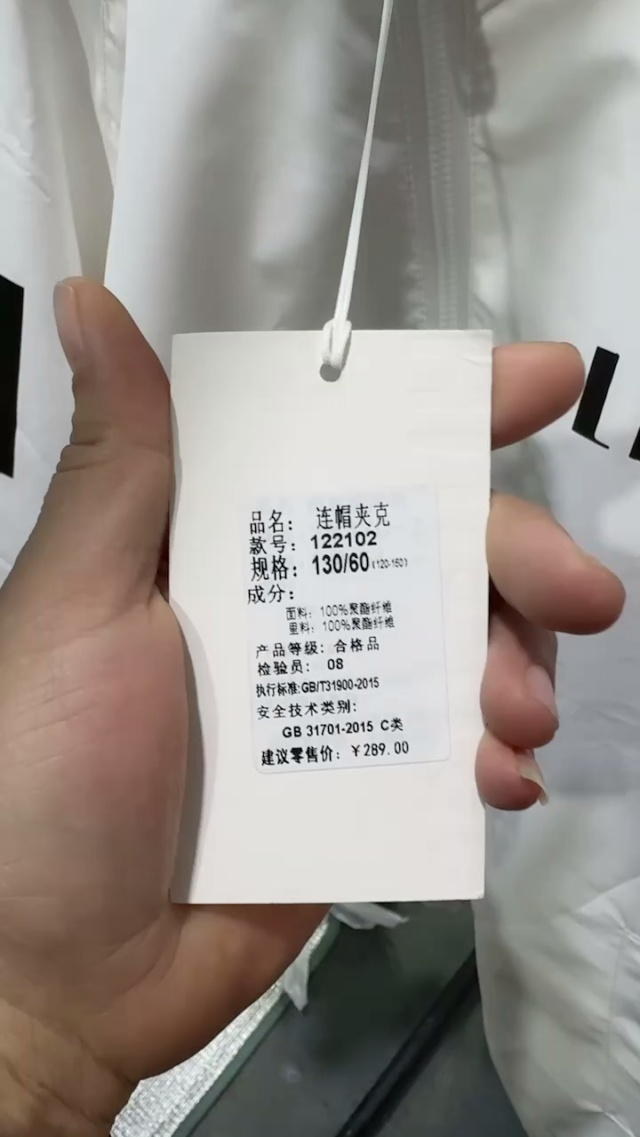 品名： 连帽夹克
款号：122102
规格：130/60(120-160)
成分：
面料：100%聚酯纤维
里料：100%聚酯纤维
产品等级：合格品
检验员： 08
执行标准:GB/T31900-2015
安全技术类别:
GB 31701-2015 C类
建议零售价：￥289.00